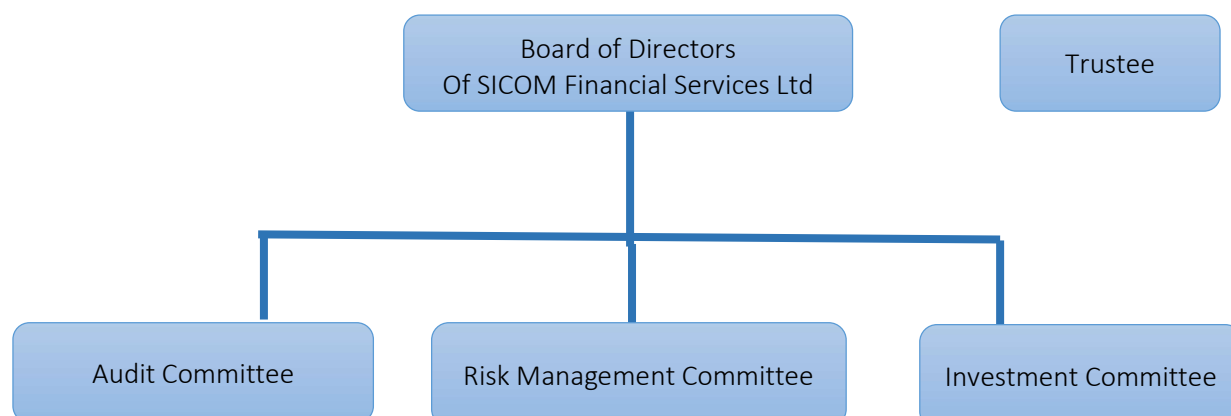 Board of Directors
Of SICOM Financial Services Ltd
Trustee
Audit Committee
Risk Management Committee
Investment Committee